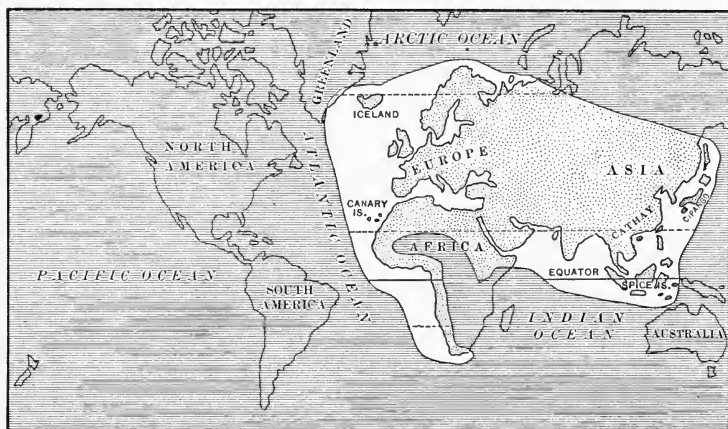 GREENLAND
ARCTIC OCEAN
ICELAND
NORTH
AMERICA
ATLANTIC OCEAN
EUROPE
ASIA
CANARY
IS.
CATHAY
CIPANGO
AFRICA
PACIFIC OCEAN
EQUATOR
SOUTH
AMERICA
SPICE IS.
INDIAN
OCEAN
AUSTRALIA